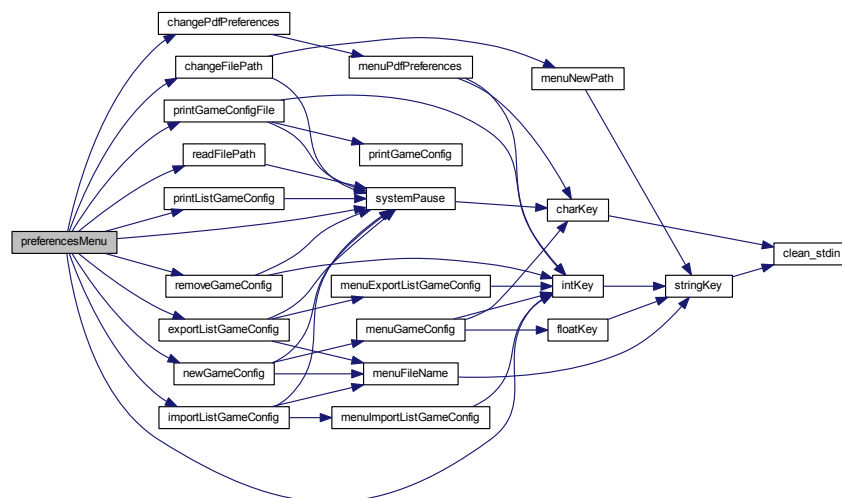 changePdfPreferences
changeFilePath
menuPdfPreferences
menuNewPath
printGameConfigFile
readFilePath
printGameConfig
printListGameConfig
systemPause
charKey
preferencesMenu
clean_stdin
removeGameConfig
menuExportListGameConfig
intKey
stringKey
exportListGameConfig
menuGameConfig
floatKey
newGameConfig
menuFileName
importListGameConfig
menuImportListGameConfig